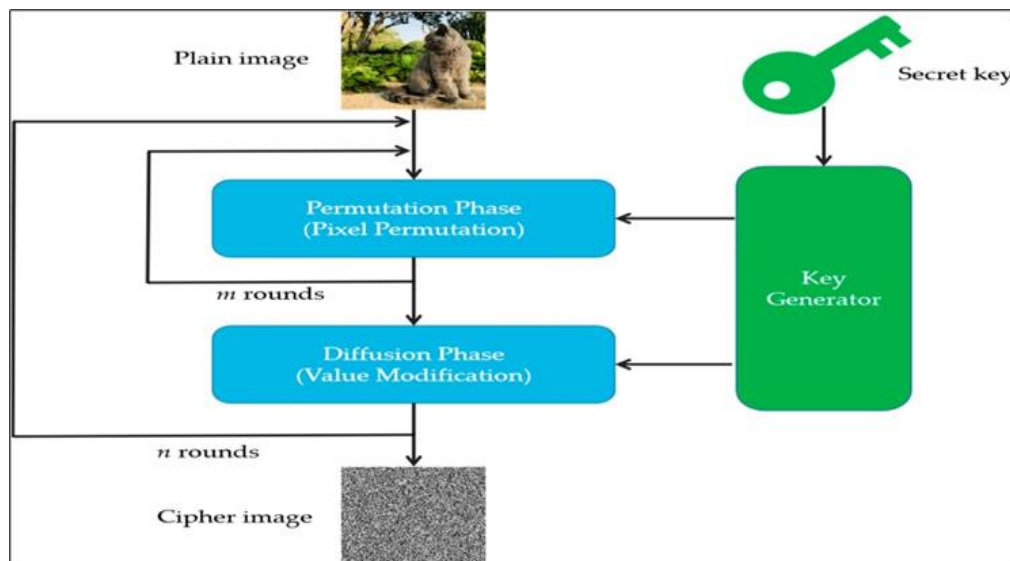 Plain image
Secret key
Permutation Phase
(Pixel Permutation)
m rounds
Key
Generator
Diffusion Phase
(Value Modification)
n rounds
Cipher image